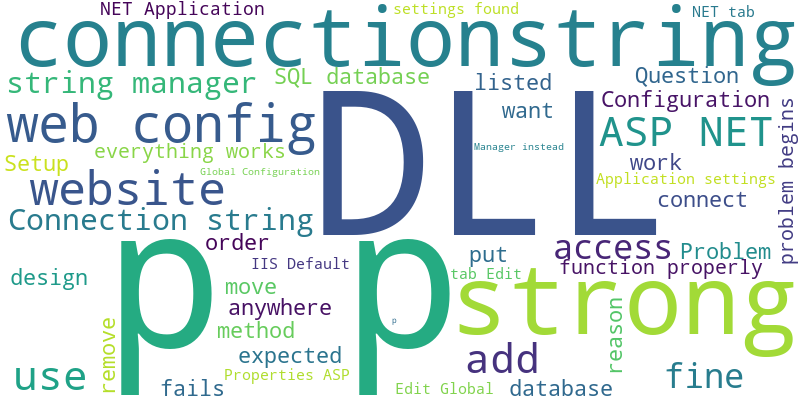 NET Application
settings found
NET tab
connectionstring
string manager
SQL database
listed
Question
web config
want
Configuration
DLL
ASP NET
problem begins
everything works
Manager instead
Setup
Global Configuration
work
website
Application settings
connect
Connection string
order
access
Problem
put
IIS Default
function properly
design
p p
tab Edit
strong
move
anywhere
p
method
reason
remove
expected
add
use
Properties ASP
fine
fails
Edit Global
database